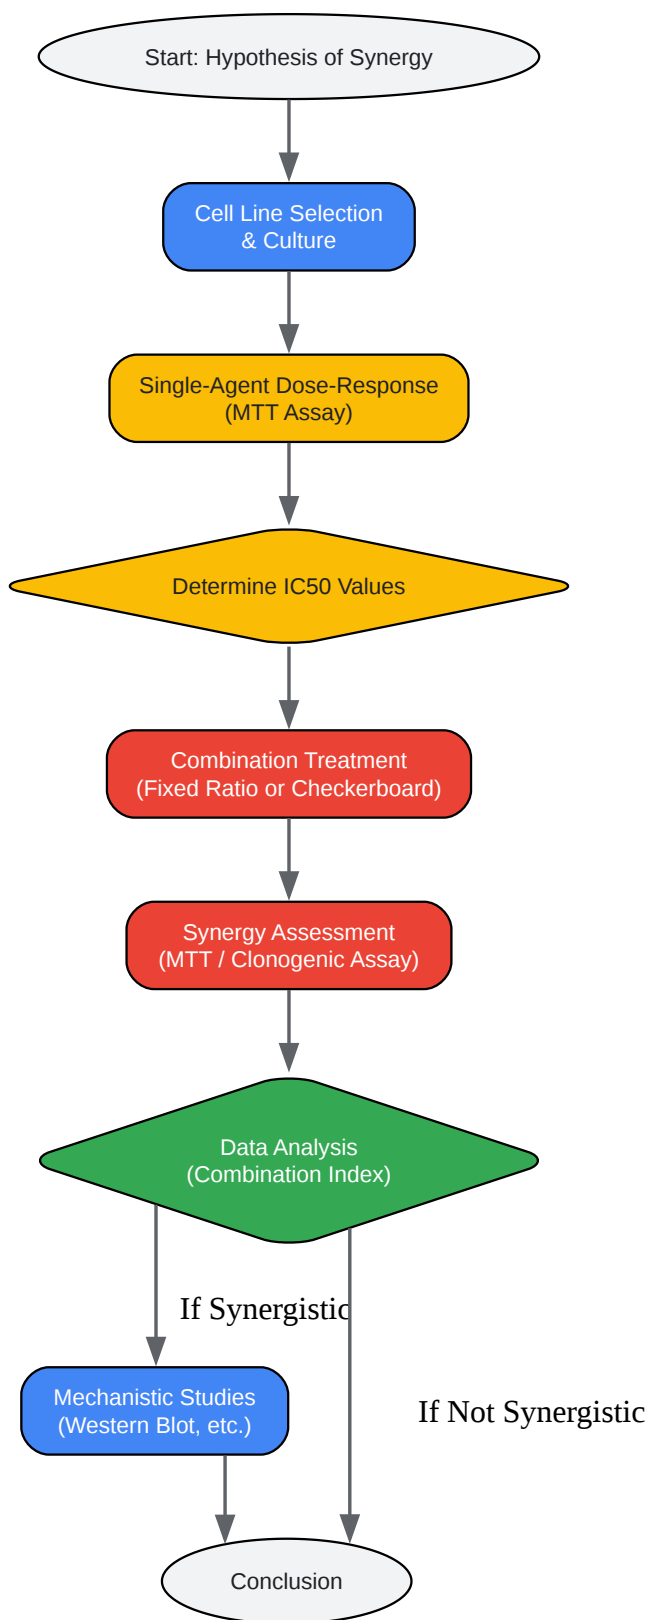 Start: Hypothesis of Synergy
Cell Line Selection
& Culture
Single-Agent Dose-Response
(MTT Assay)
Determine IC50 Values
Combination Treatment
(Fixed Ratio or Checkerboard)
Synergy Assessment
(MTT / Clonogenic Assay)
Data Analysis
(Combination Index)
If Synergistic
Mechanistic Studies
(Western Blot, etc.)
If Not Synergistic
Conclusion